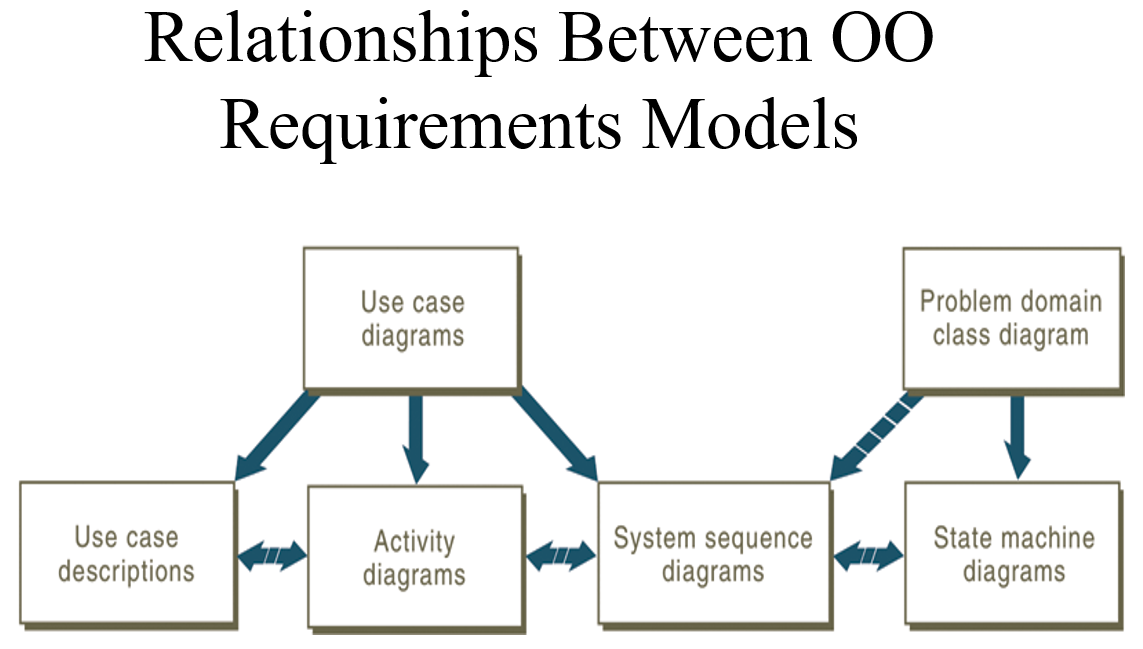 Relationships Between OO
Requirements Models
Use case
diagrams
Problem domain
class diagram
Use case
descriptions
Activity
diagrams
System sequence
diagrams
State machine
diagrams